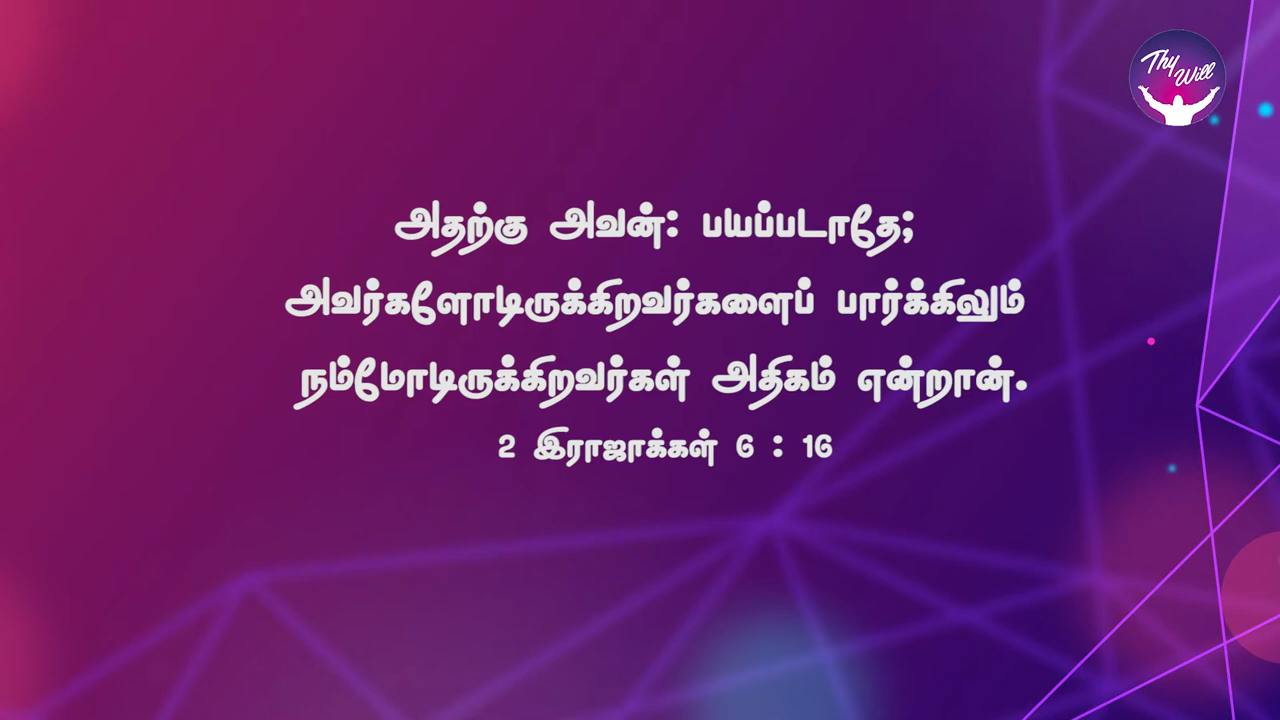 Thy
Will
அதற்கு அவன்: பயப்படாதே;
அவர்களோடிருக்கிறவர்களைப் பார்க்கிலும்
நம்மோடிருக்கிறவர்கள் அதிகம் என்றான்.
2 இராஜாக்கள் 6 : 16